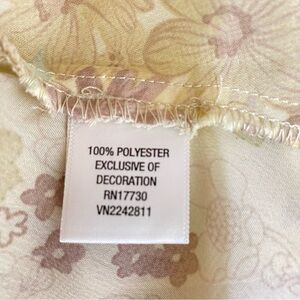 100% POLYESTER
EXCLUSIVE OF
DECORATION
RN17730
VN2242811